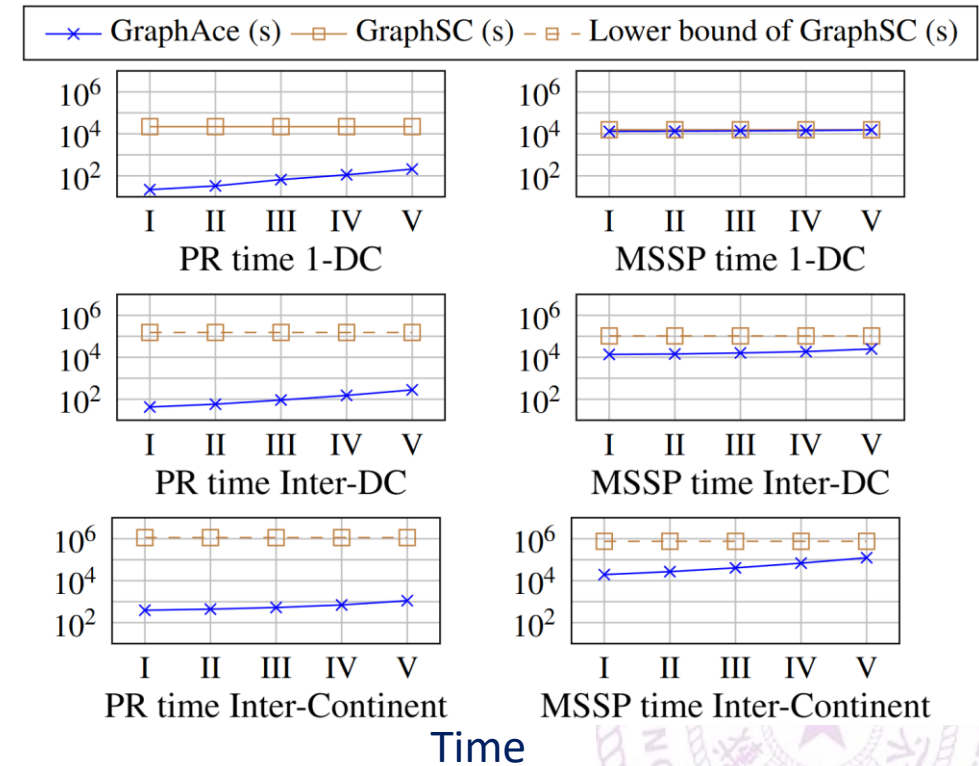 GraphAce (s) GraphSC (s) Lower bound of GraphSC (s)
10^6
10^4
10^2
I II III IV V
PR time 1-DC
10^6
10^4
10^2
I II III IV V
MSSP time 1-DC
10^6
10^4
10^2
I II III IV V
PR time Inter-DC
10^6
10^4
10^2
I II III IV V
MSSP time Inter-DC
10^6
10^4
10^2
I II III IV V
PR time Inter-Continent
10^6
10^4
10^2
I II III IV V
MSSP time Inter-Continent
Time